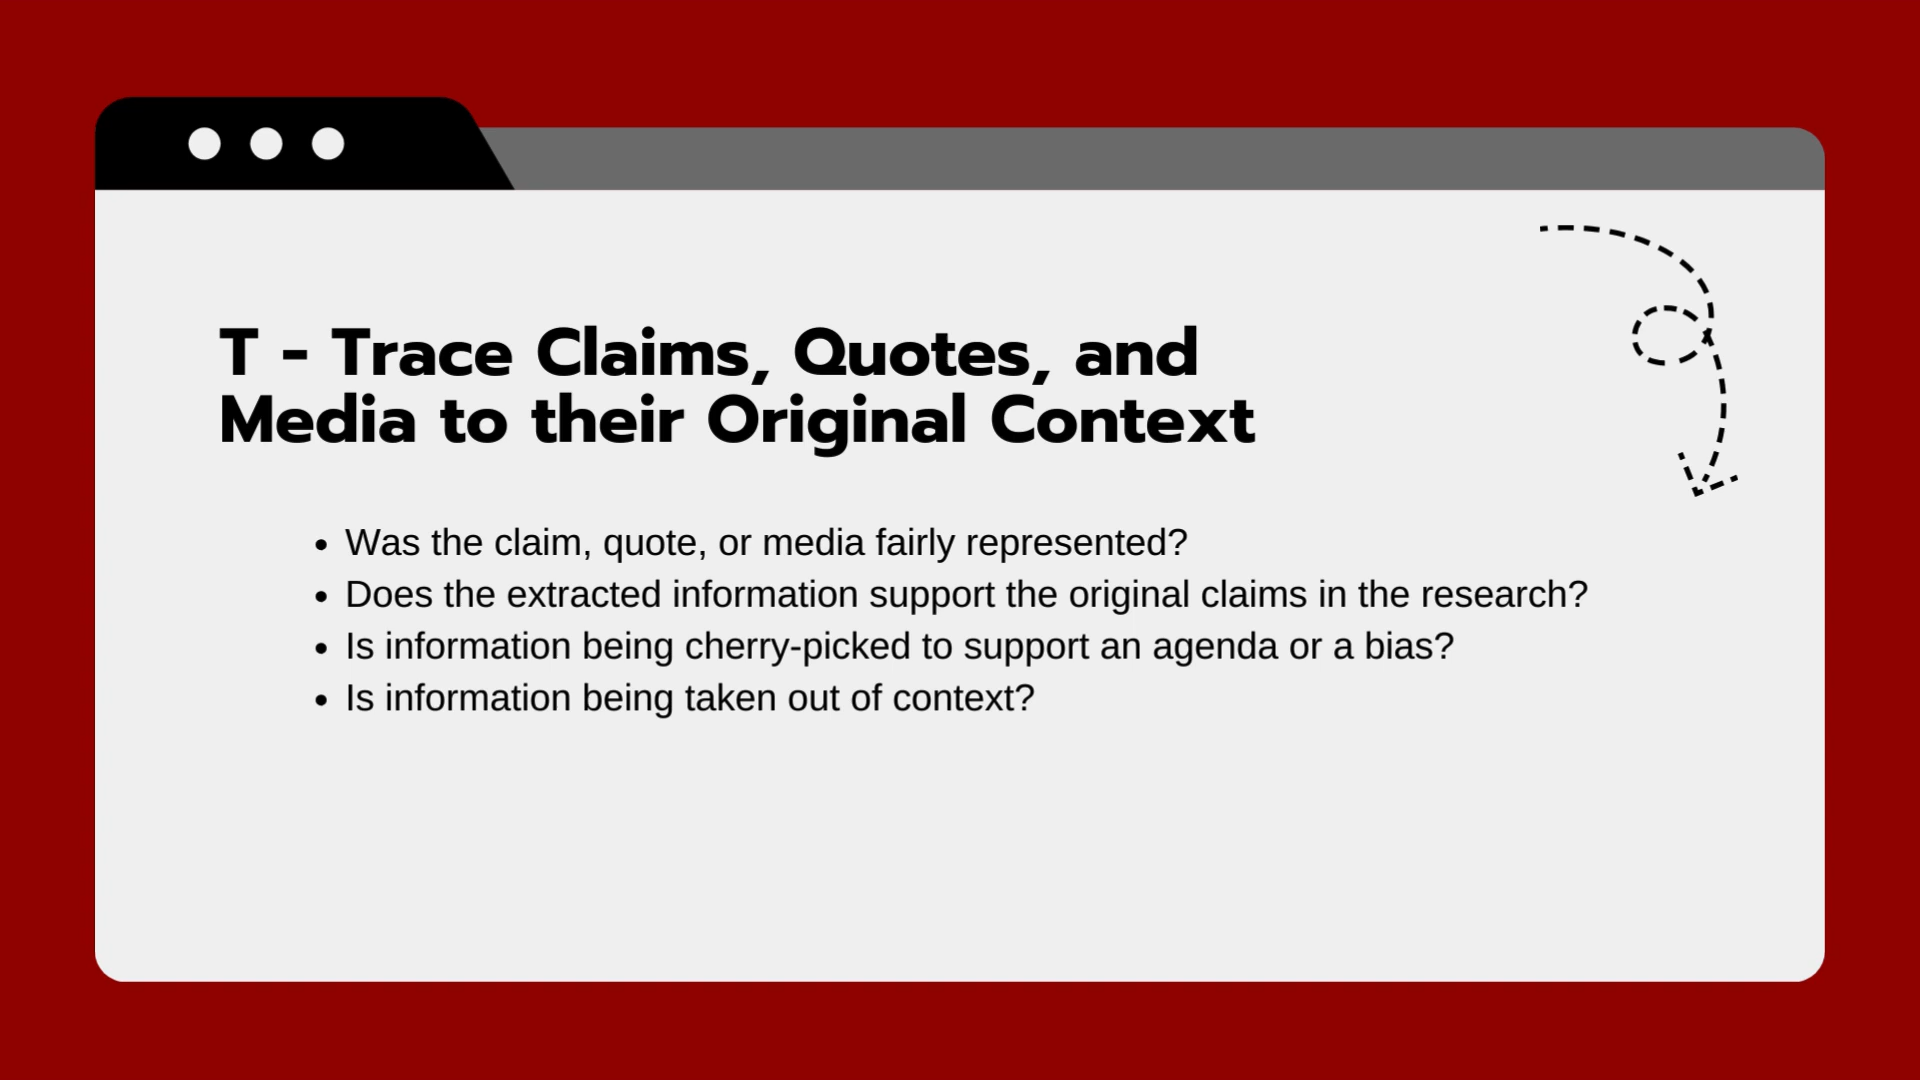 T - Trace Claims, Quotes, and
Media to their Original Context
• Was the claim, quote, or media fairly represented?
• Does the extracted information support the original claims in the research?
• Is information being cherry-picked to support an agenda or a bias?
• Is information being taken out of context?